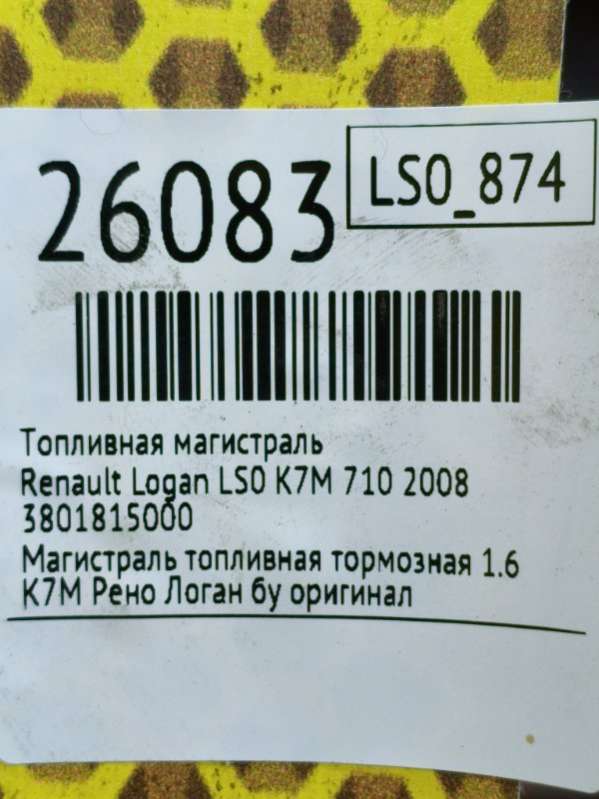 26083
LS0_874
Топливная магистраль
Renault Logan LS0 K7M 710 2008
3801815000
Магистраль топливная тормозная 1.6
K7M Рено Логан бу оригинал